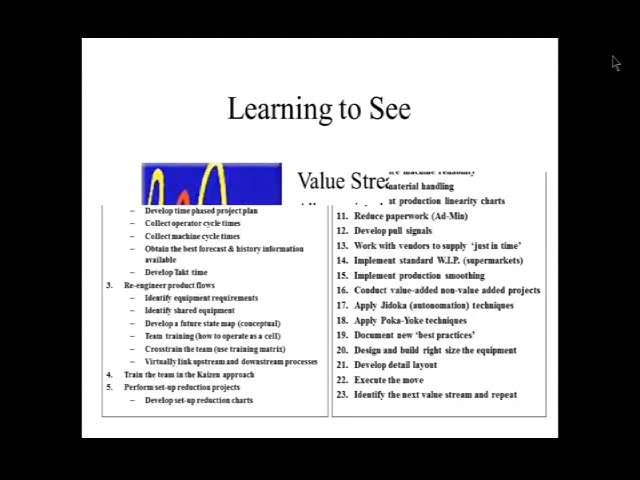 Learning to See
Value Stre
– Develop time phased project plan
– Collect operator cycle times
– Collect machine cycle times
– Obtain the best forecast & history information
available
– Develop Takt time
3. Re-engineer product flows
– Identify equipment requirements
– Identify shared equipment
– Develop a future state map (conceptual)
– Team training (how to operate as a cell)
– Crosstrain the team (use training matrix)
– Virtually link upstream and downstream processes
4. Train the team in the Kaizen approach
5. Perform set-up reduction projects
– Develop set-up reduction charts
machine reliability
material handling
production linearity charts
11. Reduce paperwork (Ad-Min)
12. Develop pull signals
13. Work with vendors to supply ‘just in time’
14. Implement standard W.I.P. (supermarkets)
15. Implement production smoothing
16. Conduct value-added non-value added projects
17. Apply Jidoka (autonomation) techniques
18. Apply Poka-Yoke techniques
19. Document new ‘best practices’
20. Design and build right size the equipment
21. Develop detail layout
22. Execute the move
23. Identify the next value stream and repeat